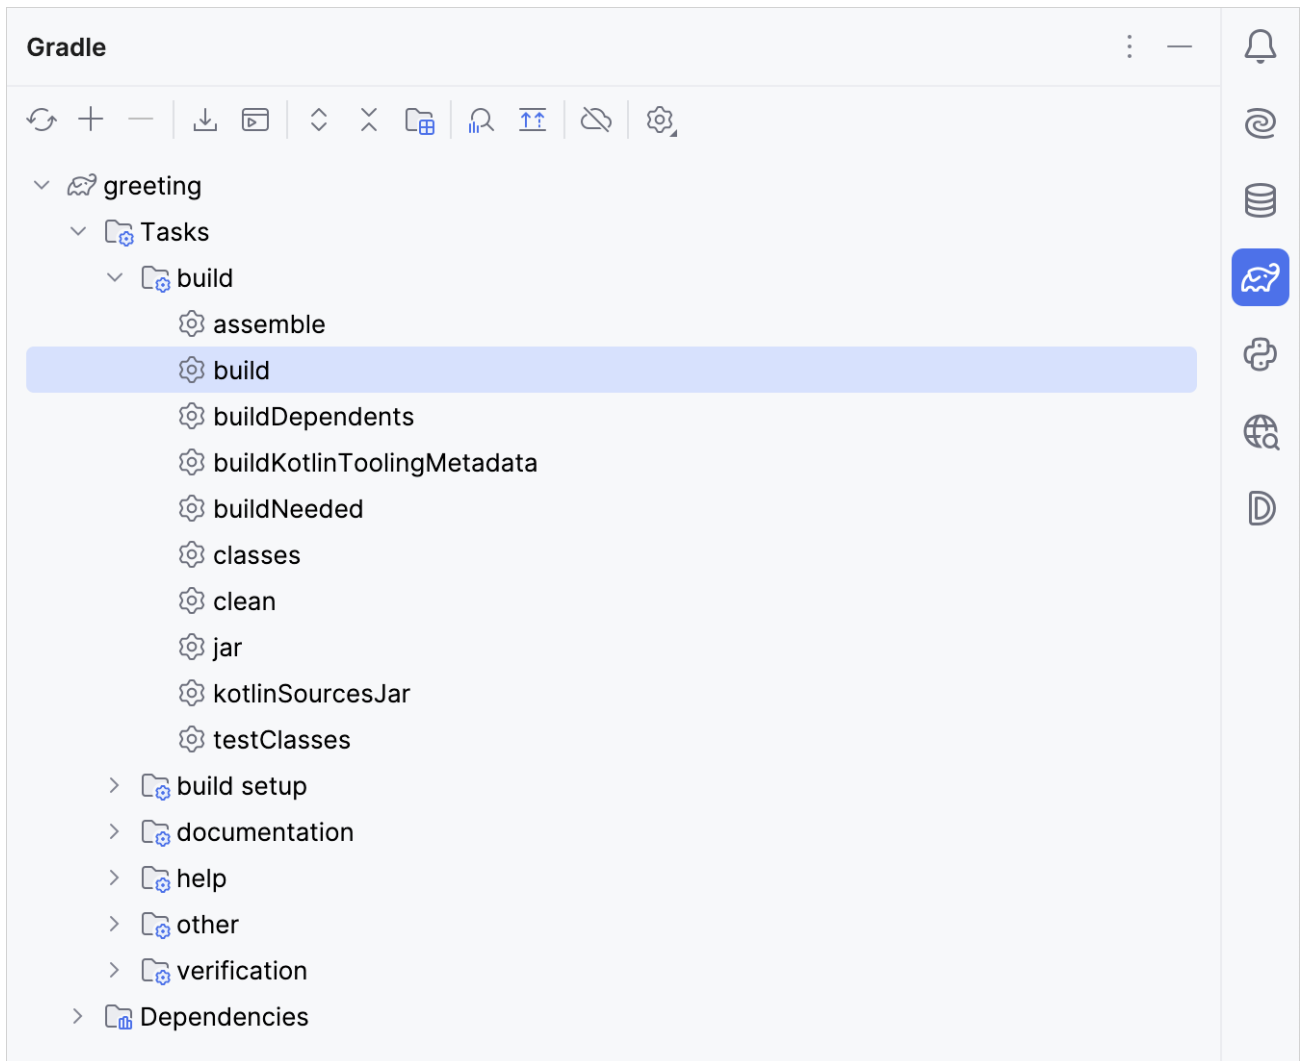 Gradle
greeting
Tasks
build
assemble
build
buildDependents
buildKotlinToolingMetadata
buildNeeded
classes
clean
jar
kotlinSourcesJar
testClasses
build setup
documentation
help
other
verification
Dependencies